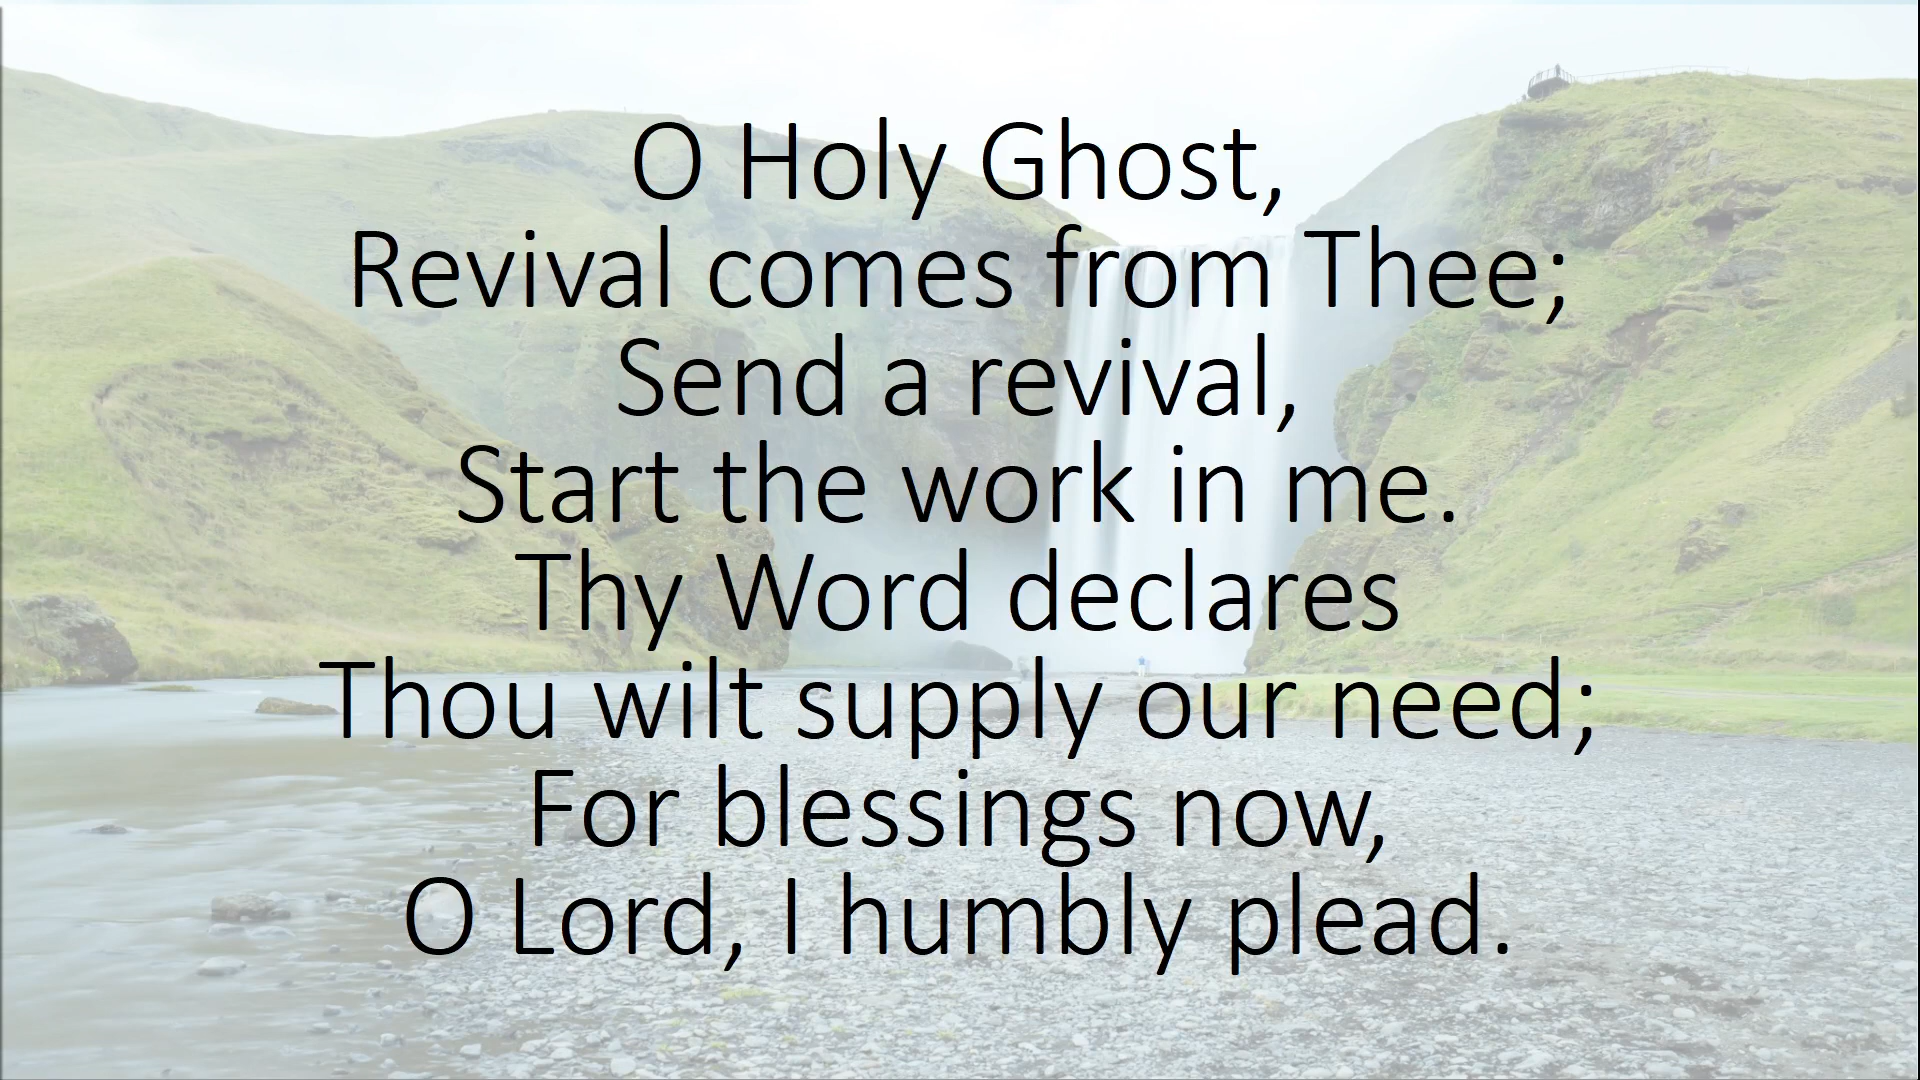 O Holy Ghost,
Revival comes from Thee;
Send a revival,
Start the work in me.
Thy Word declares
Thou wilt supply our need;
For blessings now,
O Lord, I humbly plead.